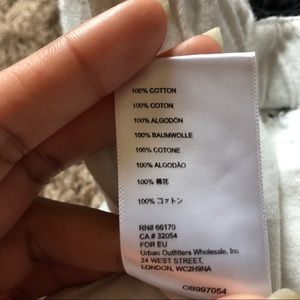 100% COTTON
100% COTON
100% ALGODÓN
100% BAUMWOLLE
100% COTONE
100% ALGODÃO
100% 棉花
100% コットン
RN# 66170
CA # 32054
FOR EU
Urban Outfitters Wholesale, Inc
24 WEST STREET,
LONDON, WC2H9NA
OB997054